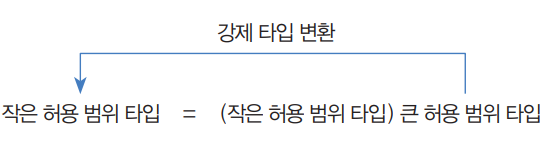 강제 타입 변환
작은 허용 범위 타입 = (작은 허용 범위 타입) 큰 허용 범위 타입